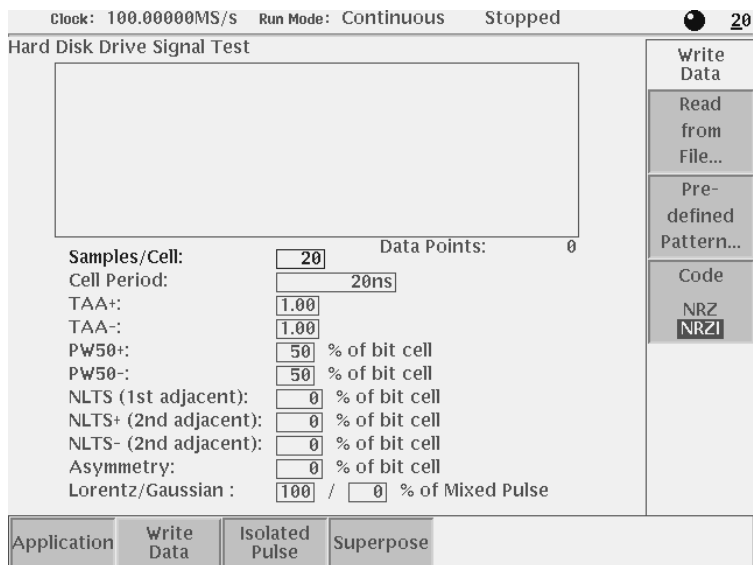 Clock: 100.00000MS/s Run Mode: Continuous Stopped 20
Hard Disk Drive Signal Test
Data Points: 0
Samples/Cell: 20
Cell Period: 20ns
TAA+: 1.00
TAA-: 1.00
PW50+: 50 % of bit cell
PW50-: 50 % of bit cell
NLTS (1st adjacent): 0 % of bit cell
NLTS+ (2nd adjacent): 0 % of bit cell
NLTS- (2nd adjacent): 0 % of bit cell
Asymmetry: 0 % of bit cell
Lorentz/Gaussian : 100 / 0 % of Mixed Pulse
Write
Data
Read
from
File...
Pre-
defined
Pattern...
Code
NRZ
NRZI
Application
Write
Data
Isolated
Pulse
Superpose